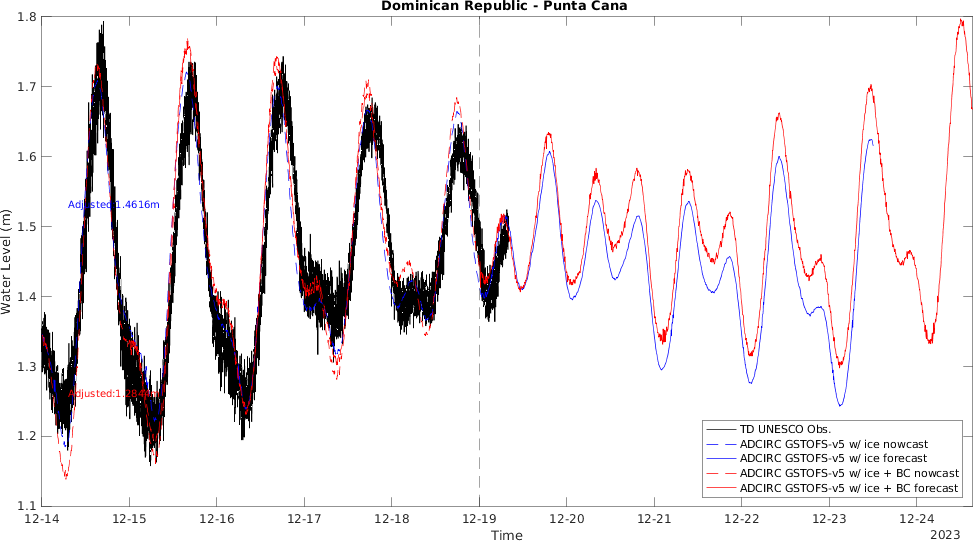 Dominican Republic - Punta Cana
1.8
1.7
1.6
1.5
1.4
1.3
1.2
1.1
Water Level (m)
Adjusted:1.4616m
TD UNESCO Obs.
ADCIRC GSTOFS-v5 w/ ice nowcast
ADCIRC GSTOFS-v5 w/ ice forecast
ADCIRC GSTOFS-v5 w/ ice + BC nowcast
ADCIRC GSTOFS-v5 w/ ice + BC forecast
12-14 12-15 12-16 12-17 12-18 12-19 12-20 12-21 12-22 12-23 12-24
Time
2023